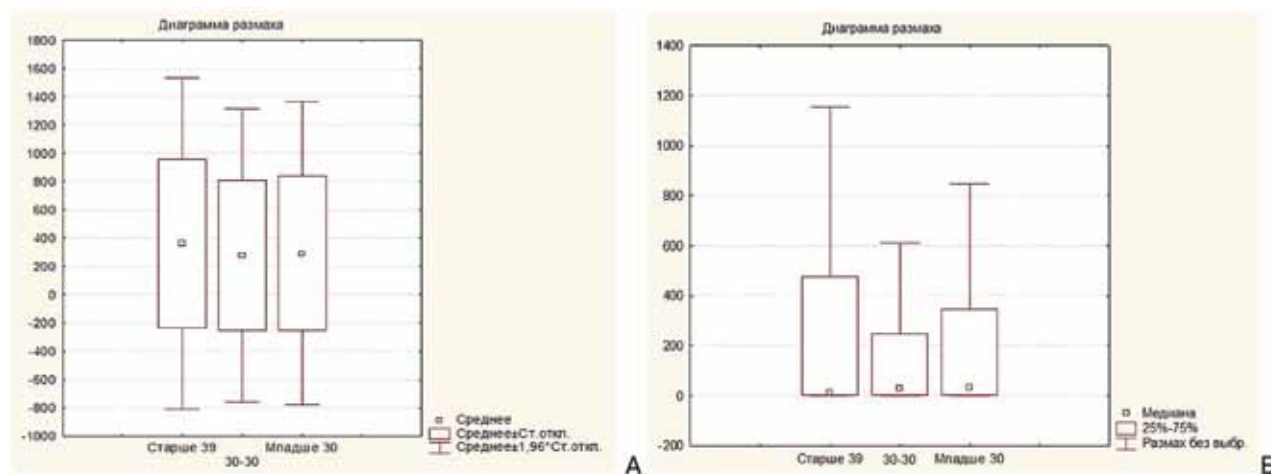 Диаграмма размаха
1800
1600
1400
1200
1000
800
600
400
200
0
-200
-400
-600
-800
-1000
Старше 39
30-30
Младше 30
Среднее
Среднее±Ст.откл.
Среднее±1,96*Ст.откл.
А
Диаграмма размаха
1400
1200
1000
800
600
400
200
0
-200
Старше 39
30-30
Младше 30
Медиана
25%-75%
Размах без выбр.
Б